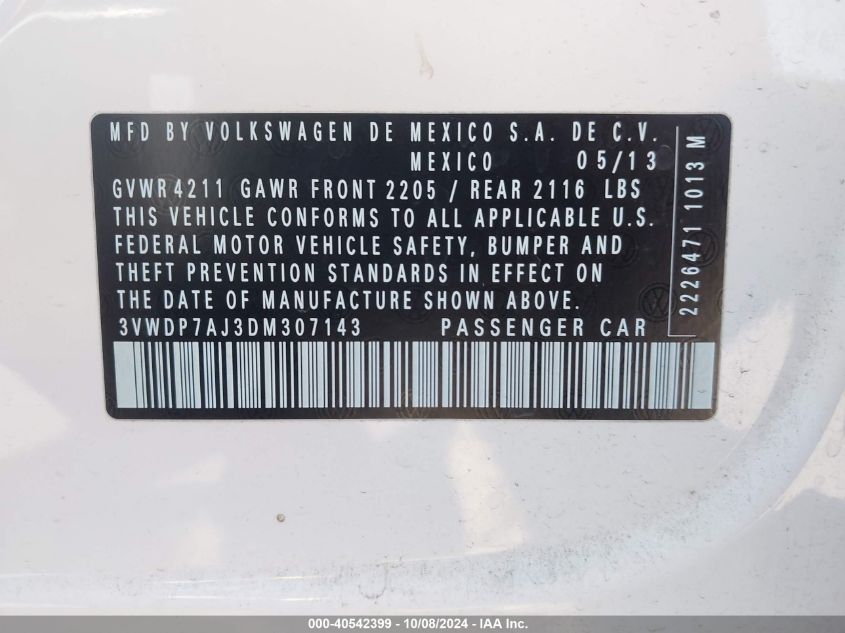 MFD BY VOLKSWAGEN DE MEXICO S.A. DE C.V.
MEXICO 05/13
GVWR 4211 GAWR FRONT 2205 / REAR 2116 LBS
THIS VEHICLE CONFORMS TO ALL APPLICABLE U.S.
FEDERAL MOTOR VEHICLE SAFETY, BUMPER AND
THEFT PREVENTION STANDARDS IN EFFECT ON
THE DATE OF MANUFACTURE SHOWN ABOVE.
3VWDP7AJ3DM307143 PASSENGER CAR
2226471 1013 M
000-40542399 - 10/08/2024 - IAA Inc.